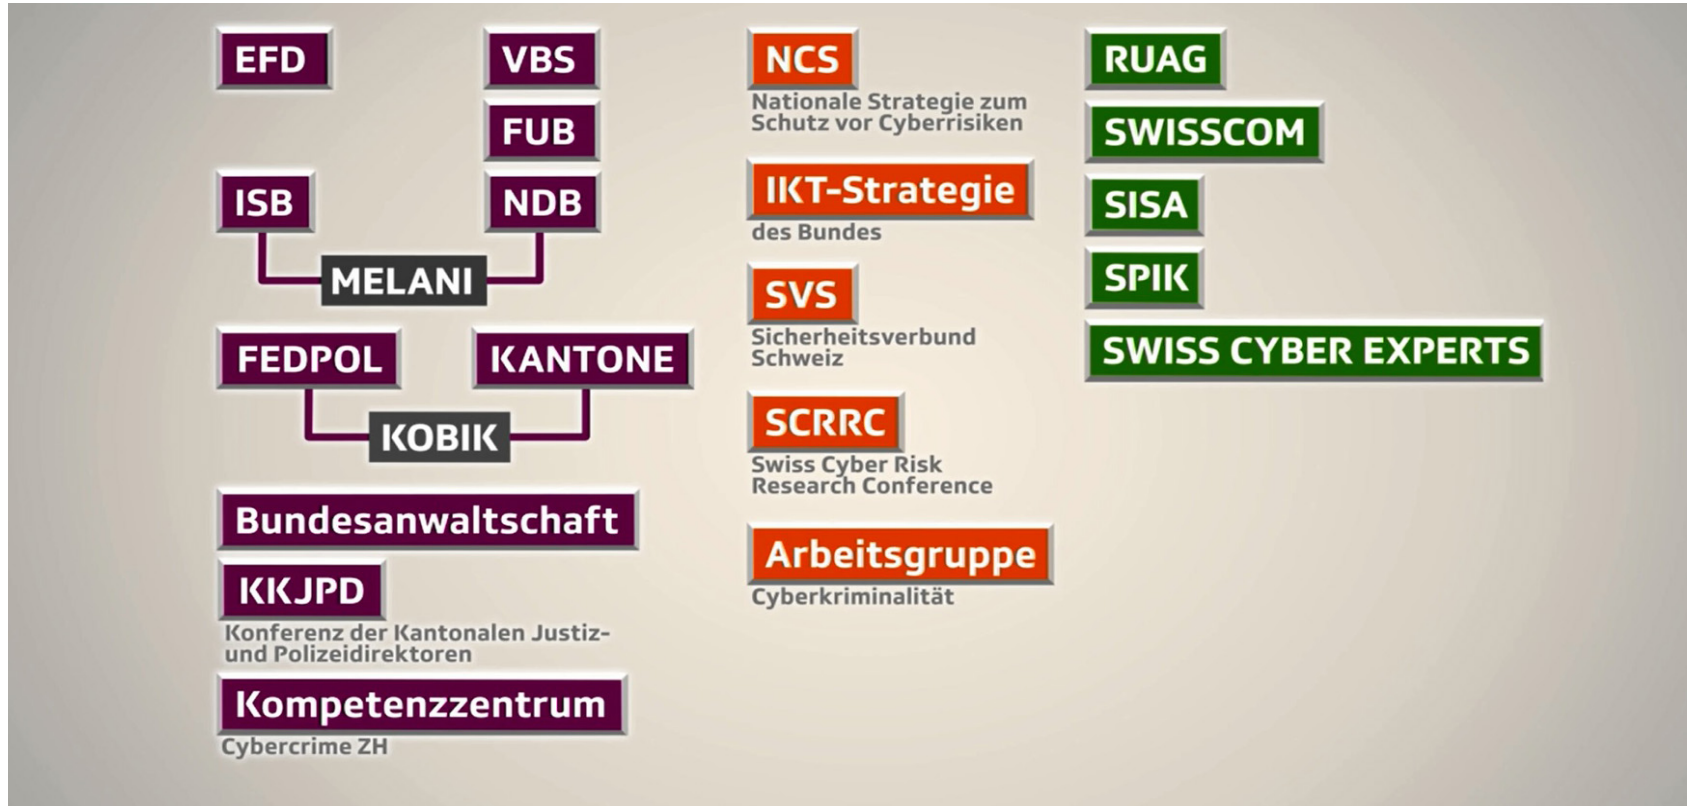 EFD
VBS
FUB
ISB
NDB
MELANI
FEDPOL
KANTONE
KOBIK
Bundesanwaltschaft
KKJPD
Konferenz der Kantonalen Justiz-
und Polizeidirektoren
Kompetenzzentrum
Cybercrime ZH
NCS
Nationale Strategie zum
Schutz vor Cyberrisiken
IKT-Strategie
des Bundes
SVS
Sicherheitsverbund
Schweiz
SCRRC
Swiss Cyber Risk
Research Conference
Arbeitsgruppe
Cyberkriminalität
RUAG
SWISSCOM
SISA
SPIK
SWISS CYBER EXPERTS